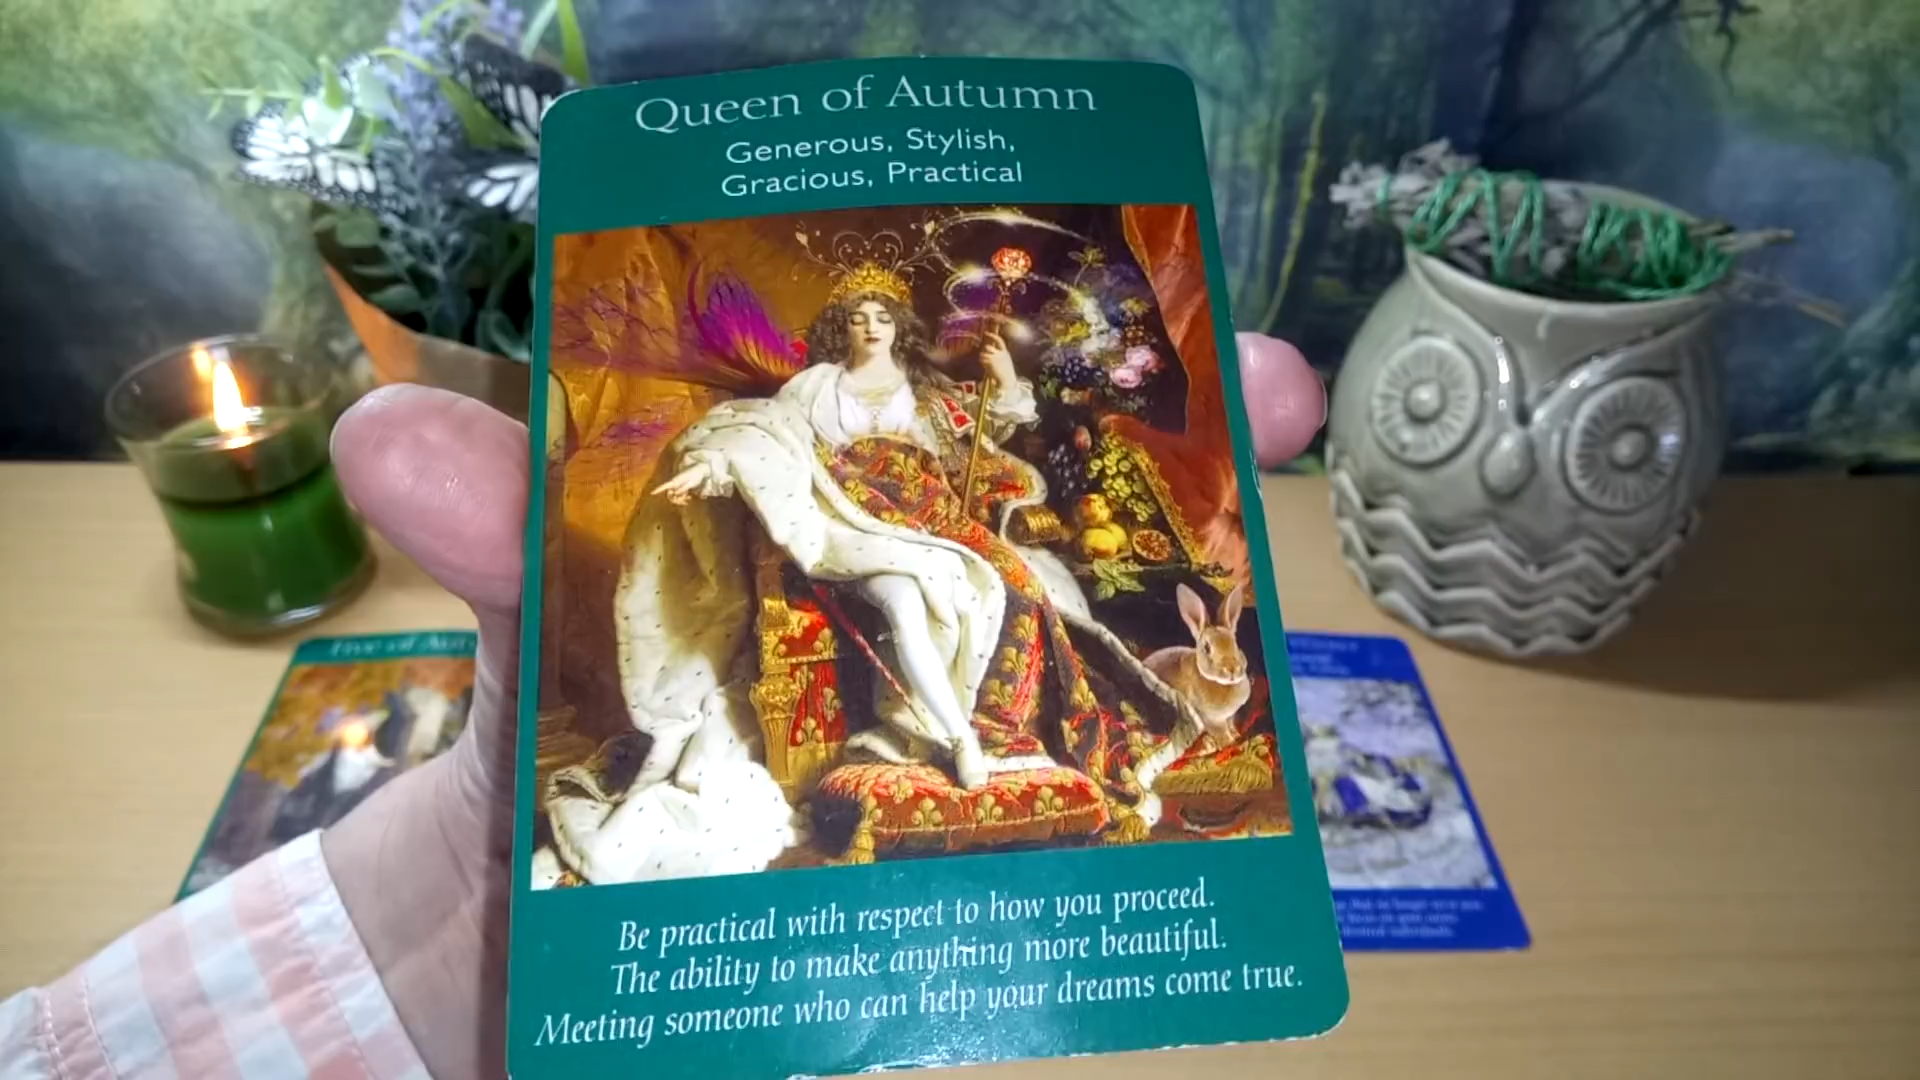 Queen of Autumn
Generous, Stylish,
Gracious, Practical
Be practical with respect to how you proceed.
The ability to make anything more beautiful.
Meeting someone who can help your dreams come true.
of